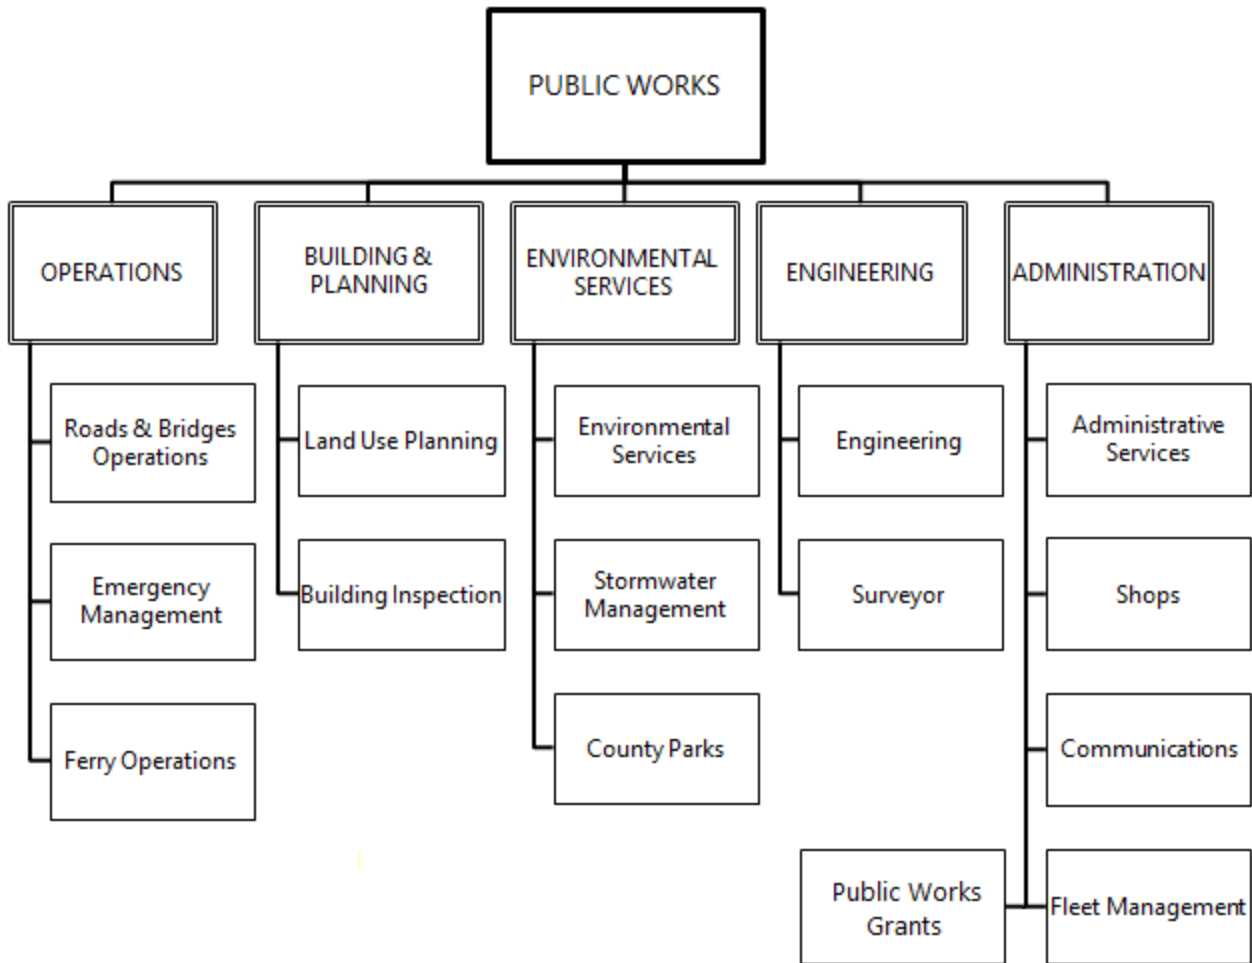 PUBLIC WORKS
OPERATIONS
BUILDING &
PLANNING
ENVIRONMENTAL
SERVICES
ENGINEERING
ADMINISTRATION
Roads & Bridges
Operations
Emergency
Management
Ferry Operations
Land Use Planning
Building Inspection
Environmental
Services
Stormwater
Management
County Parks
Engineering
Surveyor
Administrative
Services
Shops
Communications
Public Works
Grants
Fleet Management